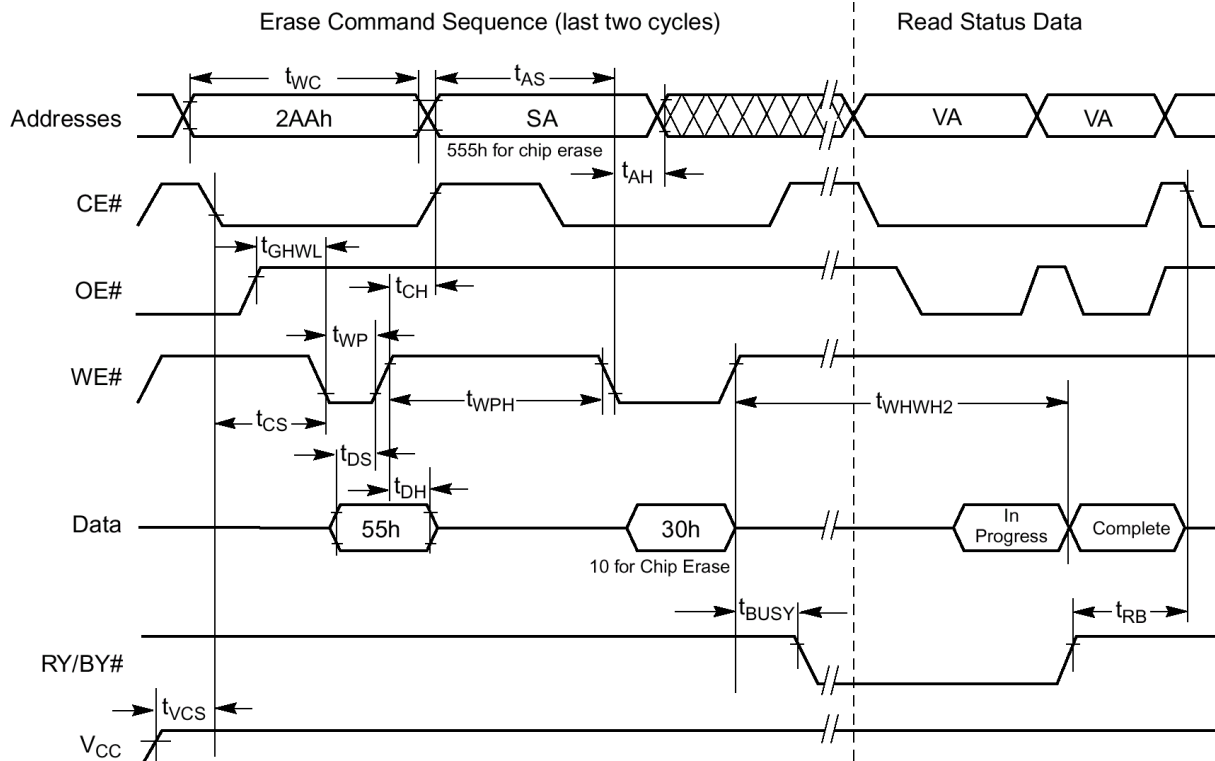 Erase Command Sequence (last two cycles)
Read Status Data
tWC
tAS
Addresses
2AAh
SA
VA
VA
555h for chip erase
tAH
CE#
tGHWL
OE#
tCH
tWP
WE#
tWPH
tWHWH2
tCS
tDS
tDH
Data
55h
30h
In
Progress
Complete
10 for Chip Erase
tBUSY
tRB
RY/BY#
tVCS
VCC